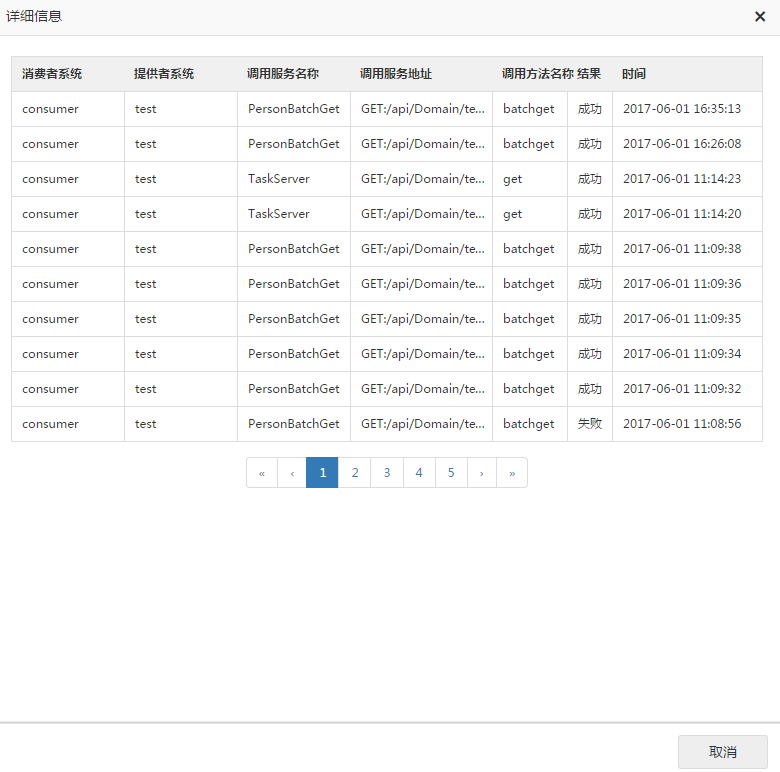 详细信息 ×
消费者系统 提供者系统 调用服务名称 调用服务地址 调用方法名称 结果 时间
consumer test PersonBatchGet GET:/api/Domain/te... batchget 成功 2017-06-01 16:35:13
consumer test PersonBatchGet GET:/api/Domain/te... batchget 成功 2017-06-01 16:26:08
consumer test TaskServer GET:/api/Domain/te... get 成功 2017-06-01 11:14:23
consumer test TaskServer GET:/api/Domain/te... get 成功 2017-06-01 11:14:20
consumer test PersonBatchGet GET:/api/Domain/te... batchget 成功 2017-06-01 11:09:38
consumer test PersonBatchGet GET:/api/Domain/te... batchget 成功 2017-06-01 11:09:36
consumer test PersonBatchGet GET:/api/Domain/te... batchget 成功 2017-06-01 11:09:35
consumer test PersonBatchGet GET:/api/Domain/te... batchget 成功 2017-06-01 11:09:34
consumer test PersonBatchGet GET:/api/Domain/te... batchget 成功 2017-06-01 11:09:32
consumer test PersonBatchGet GET:/api/Domain/te... batchget 失败 2017-06-01 11:08:56
« ‹ 1 2 3 4 5 › »
取消